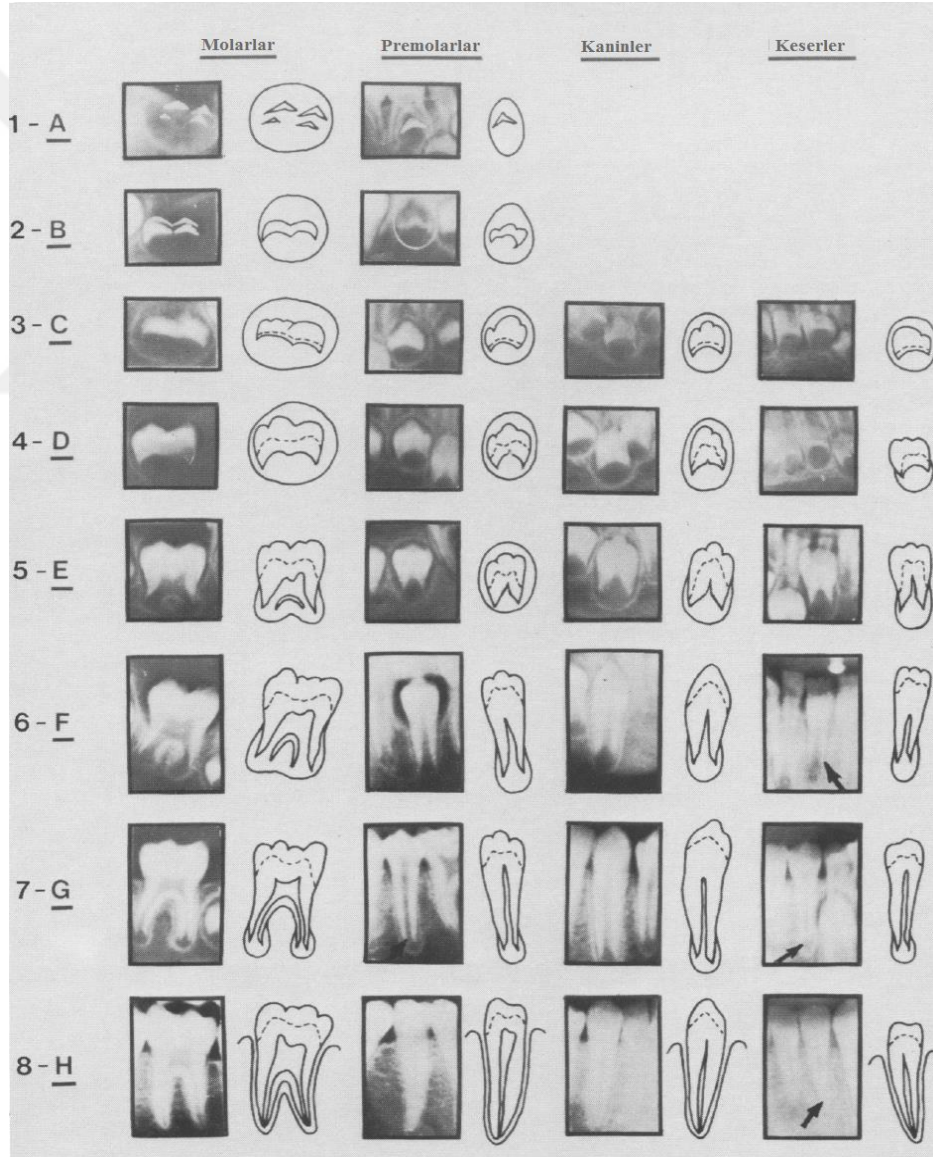 Molarlar Premolarlar Kaninler Keserler
1 - A
2 - B
3 - C
4 - D
5 - E
6 - F
7 - G
8 - H